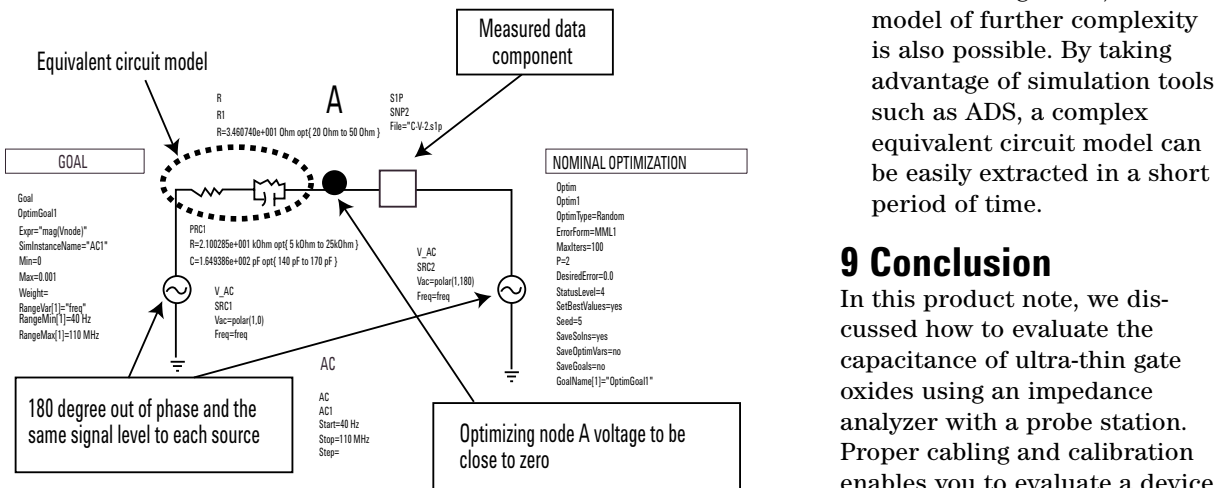 Measured data
component
Equivalent circuit model
R
R1
R=3.460740e+001 Ohm opt{ 20 Ohm to 50 Ohm }
A
S1P
SNP2
File="C-V-2.s1p
GOAL
Goal
OptimGoal1
Expr="mag(Vnode)"
SimInstanceName="AC1"
Min=0
Max=0.001
Weight=
RangeVar[1]="freq"
RangeMin[1]=40 Hz
RangeMax[1]=110 MHz
PRC1
R=2.100285e+001 kOhm opt{ 5 kOhm to 25kOhm }
C=1.649386e+002 pF opt{ 140 pF to 170 pF }
V_AC
SRC1
Vac=polar(1,0)
Freq=freq
V_AC
SRC2
Vac=polar(1,180)
Freq=freq
NOMINAL OPTIMIZATION
Optim
Optim1
OptimType=Random
ErrorForm=MML1
MaxIters=100
P=2
DesiredError=0.0
StatusLevel=4
SetBestValues=yes
Seed=5
SaveSolns=yes
SaveOptimVars=no
SaveGoals=no
GoalName[1]="OptimGoal1"
AC
AC
AC1
Start=40 Hz
Stop=110 MHz
Step=
180 degree out of phase and the
same signal level to each source
Optimizing node A voltage to be
close to zero
model of further complexity
is also possible. By taking
advantage of simulation tools
such as ADS, a complex
equivalent circuit model can
be easily extracted in a short
period of time.
9 Conclusion
In this product note, we dis-
cussed how to evaluate the
capacitance of ultra-thin gate
oxides using an impedance
analyzer with a probe station.
Proper cabling and calibration
enables you to evaluate a device